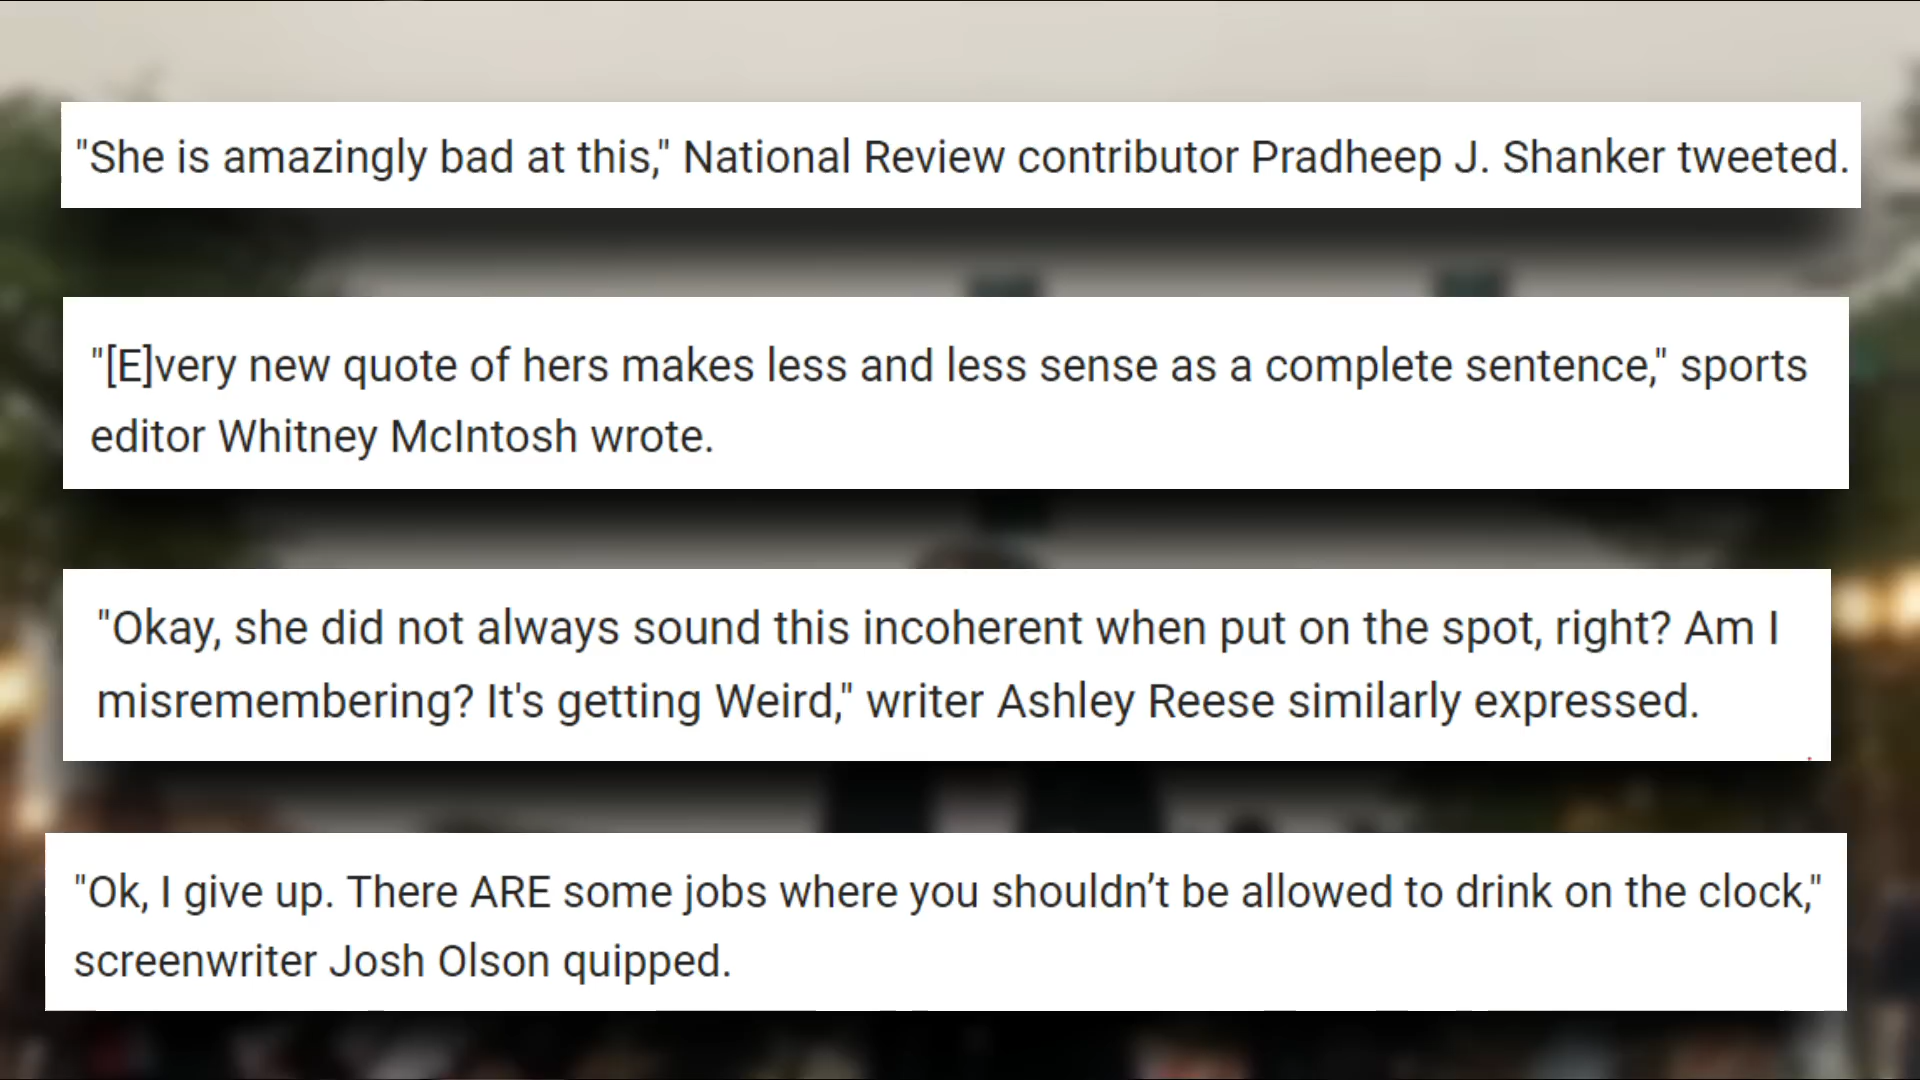 "She is amazingly bad at this," National Review contributor Pradheep J. Shanker tweeted.
"[E]very new quote of hers makes less and less sense as a complete sentence," sports
editor Whitney McIntosh wrote.
"Okay, she did not always sound this incoherent when put on the spot, right? Am I
misremembering? It's getting Weird," writer Ashley Reese similarly expressed.
"Ok, I give up. There ARE some jobs where you shouldn’t be allowed to drink on the clock,"
screenwriter Josh Olson quipped.